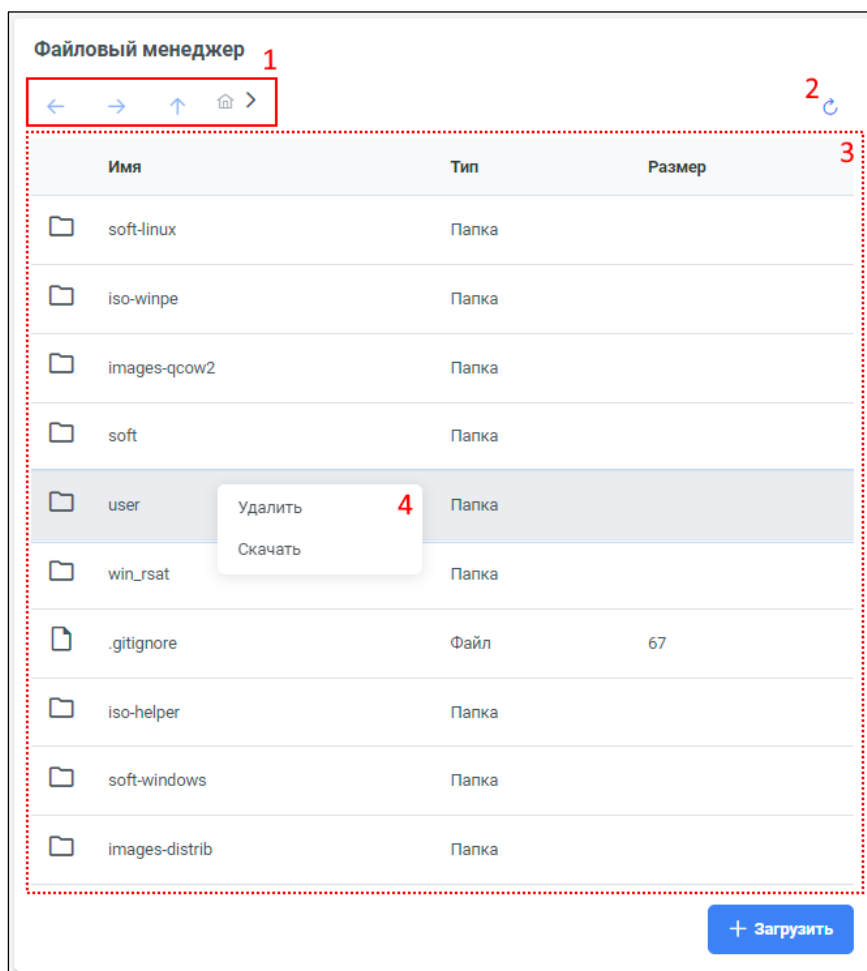 Файловый менеджер
1
2
3
Имя Тип Размер
soft-linux Папка
iso-winpe Папка
images-qcow2 Папка
soft Папка
user Папка
Удалить 4
Скачать
win_rsat Папка
.gitignore Файл 67
iso-helper Папка
soft-windows Папка
images-distrib Папка
+ Загрузить